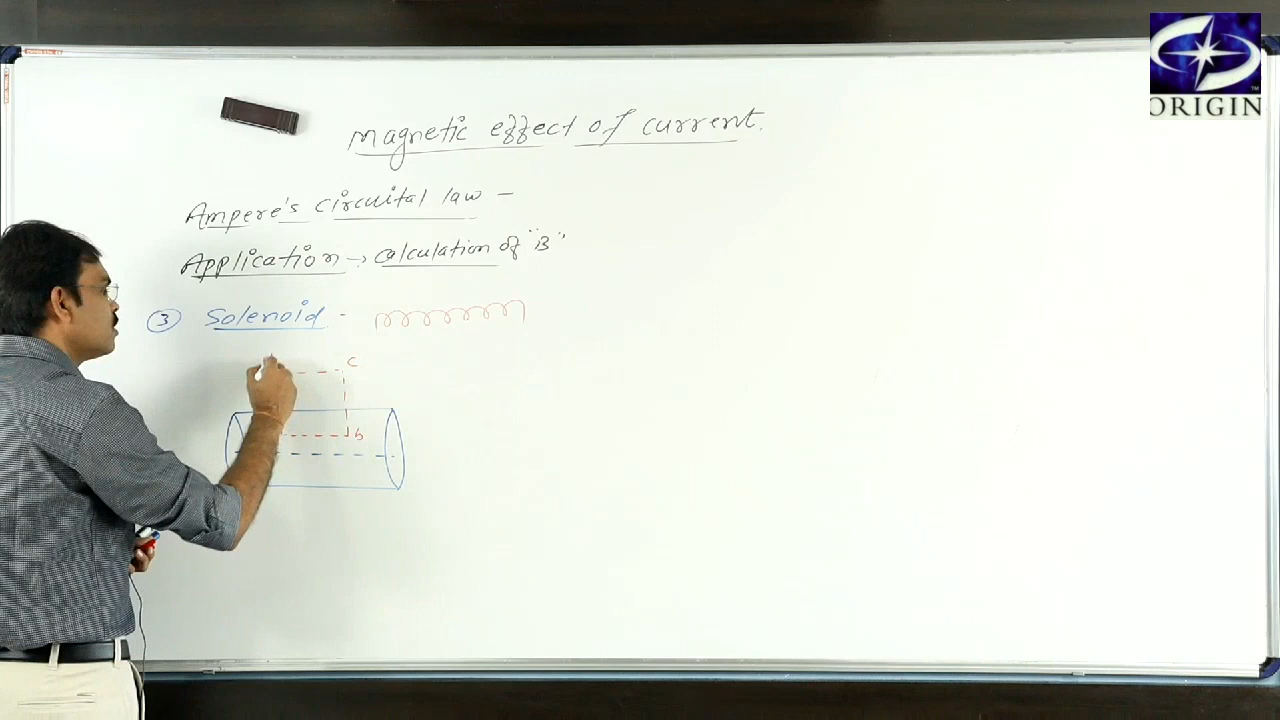 ORIGIN
Magnetic effect of current.
Ampere's circuital law -
Application → calculation of "B"
③ Solenoid -
c
b